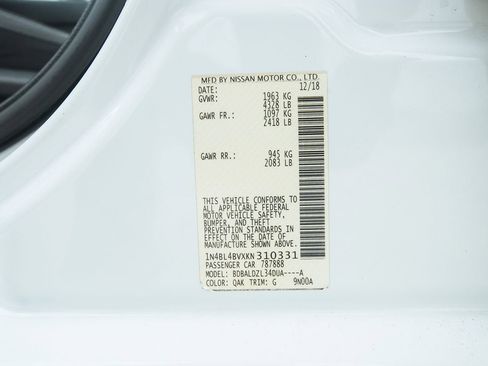 MFD BY NISSAN MOTOR CO., LTD.
DATE: 12/18
GVWR: 1963 KG
4328 LB
GAWR FR.: 1097 KG
2418 LB
GAWR RR.: 945 KG
2083 LB
THIS VEHICLE CONFORMS TO
ALL APPLICABLE FEDERAL
MOTOR VEHICLE SAFETY,
BUMPER, AND THEFT
PREVENTION STANDARDS
IN EFFECT ON THE DATE OF
MANUFACTURE SHOWN ABOVE.
1N4BL4BVXKN310331
PASSENGER CAR 787888
MODEL: BDBALDZL34DUA----A
COLOR: QAK TRIM: G 9N00A